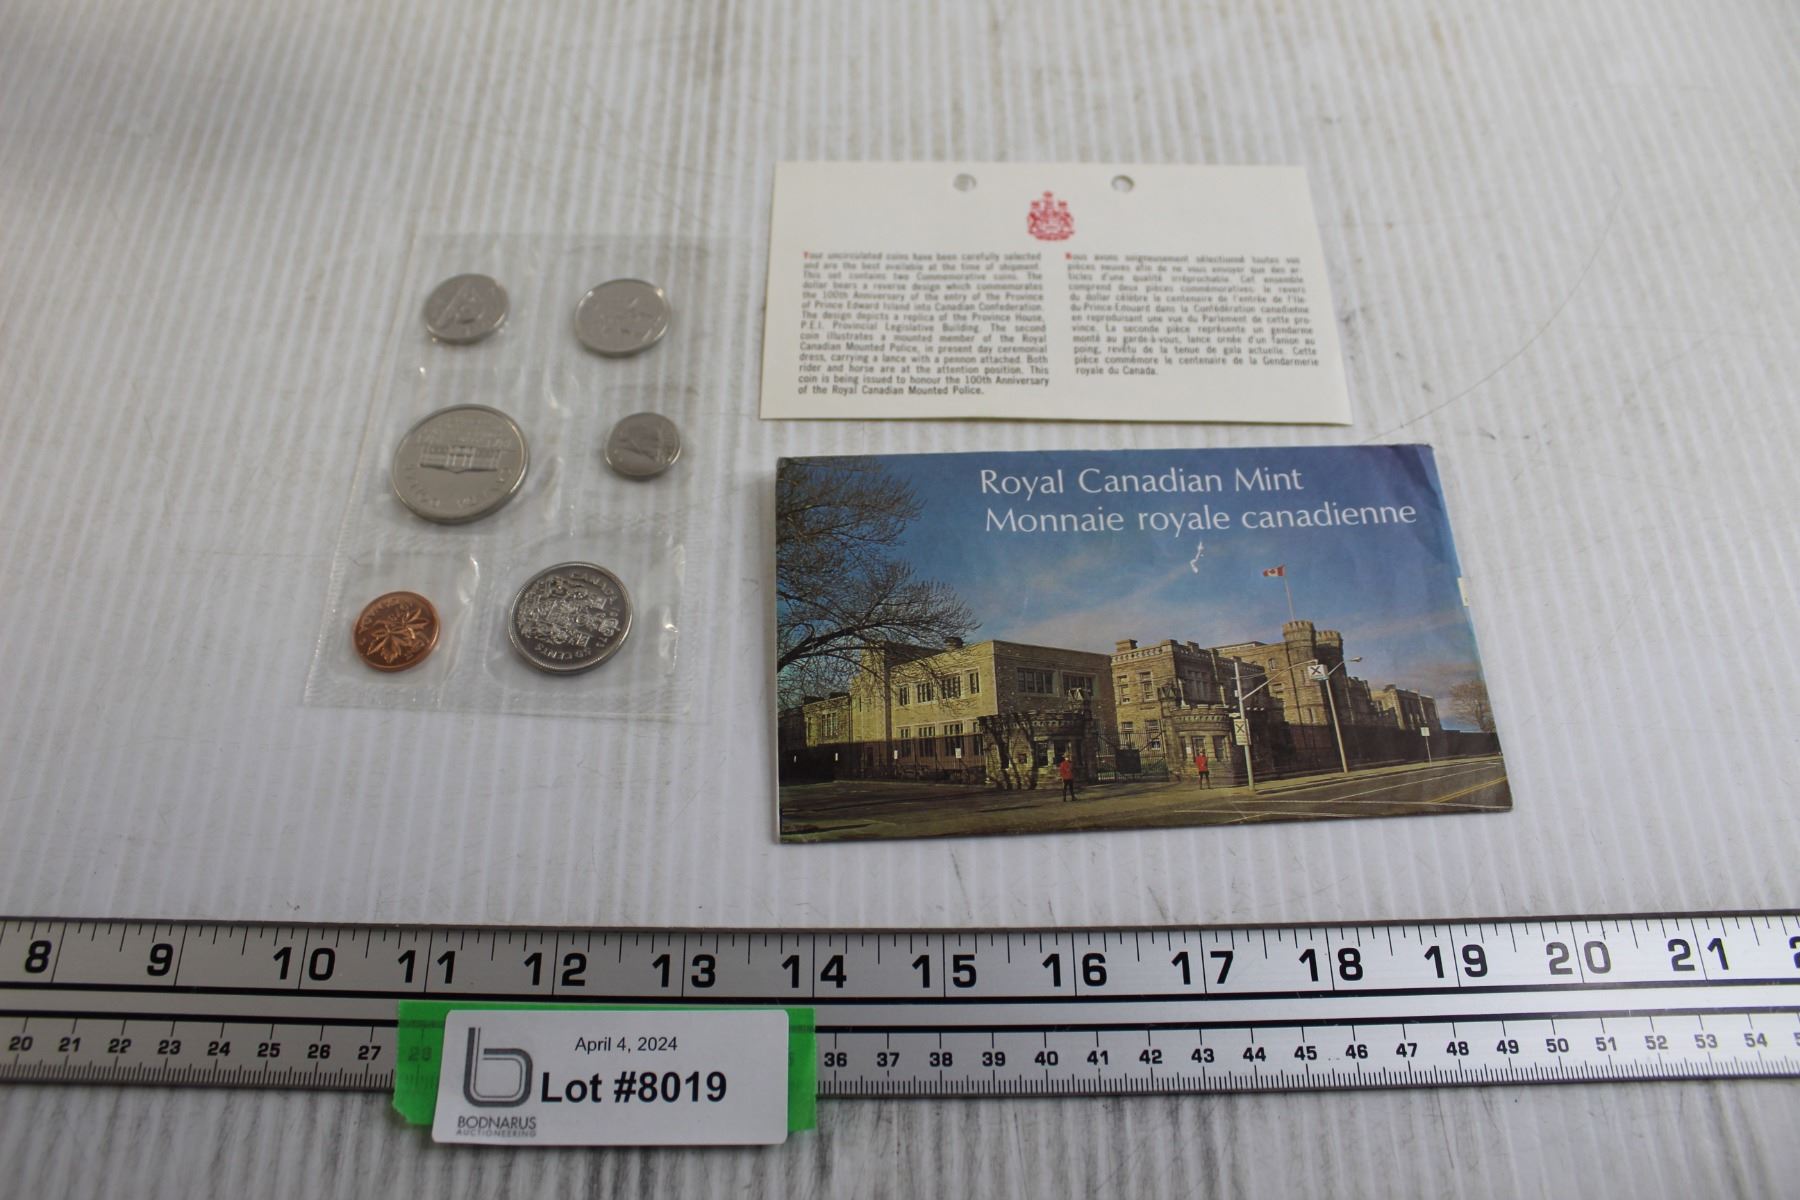 Your uncirculated coins have been carefully selected
and are the best available at the time of shipment.
This set contains two Commemorative coins. The
dollar bears a reverse design which commemorates
the 100th Anniversary of the entry of the Province
of Prince Edward Island into Canadian Confederation.
The design depicts a replica of the Province House,
P.E.I. Provincial Legislative Building. The second
coin illustrates a mounted member of the Royal
Canadian Mounted Police, in present day ceremonial
dress, carrying a lance with a pennon attached. Both
rider and horse are at the attention position. This
coin is being issued to honour the 100th Anniversary
of the Royal Canadian Mounted Police.
Nous avons soigneusement sélectionné toutes vos
pièces neuves afin de ne vous envoyer que des ar-
ticles d'une qualité irréprochable. Cet ensemble
comprend deux pièces commémoratives: le revers
du dollar célèbre le centenaire de l'entrée de l'Ile-
du-Prince-Edouard dans la Confédération canadienne
en reproduisant une vue du Parlement de cette pro-
vince. La seconde pièce représente un gendarme
monté au garde-à-vous, lance ornée d'un fanion au
poing, revêtu de la tenue de gala actuelle. Cette
pièce commémore le centenaire de la Gendarmerie
royale du Canada.
Royal Canadian Mint
Monnaie royale canadienne
CANADA
50 CENTS
8 9 10 11 12 13 14 15 16 17 18 19 20 21
20 21 22 23 24 25 26 27 28 36 37 38 39 40 41 42 43 44 45 46 47 48 49 50 51 52 53 54
April 4, 2024
Lot #8019
BODNARUS
AUCTIONEERING